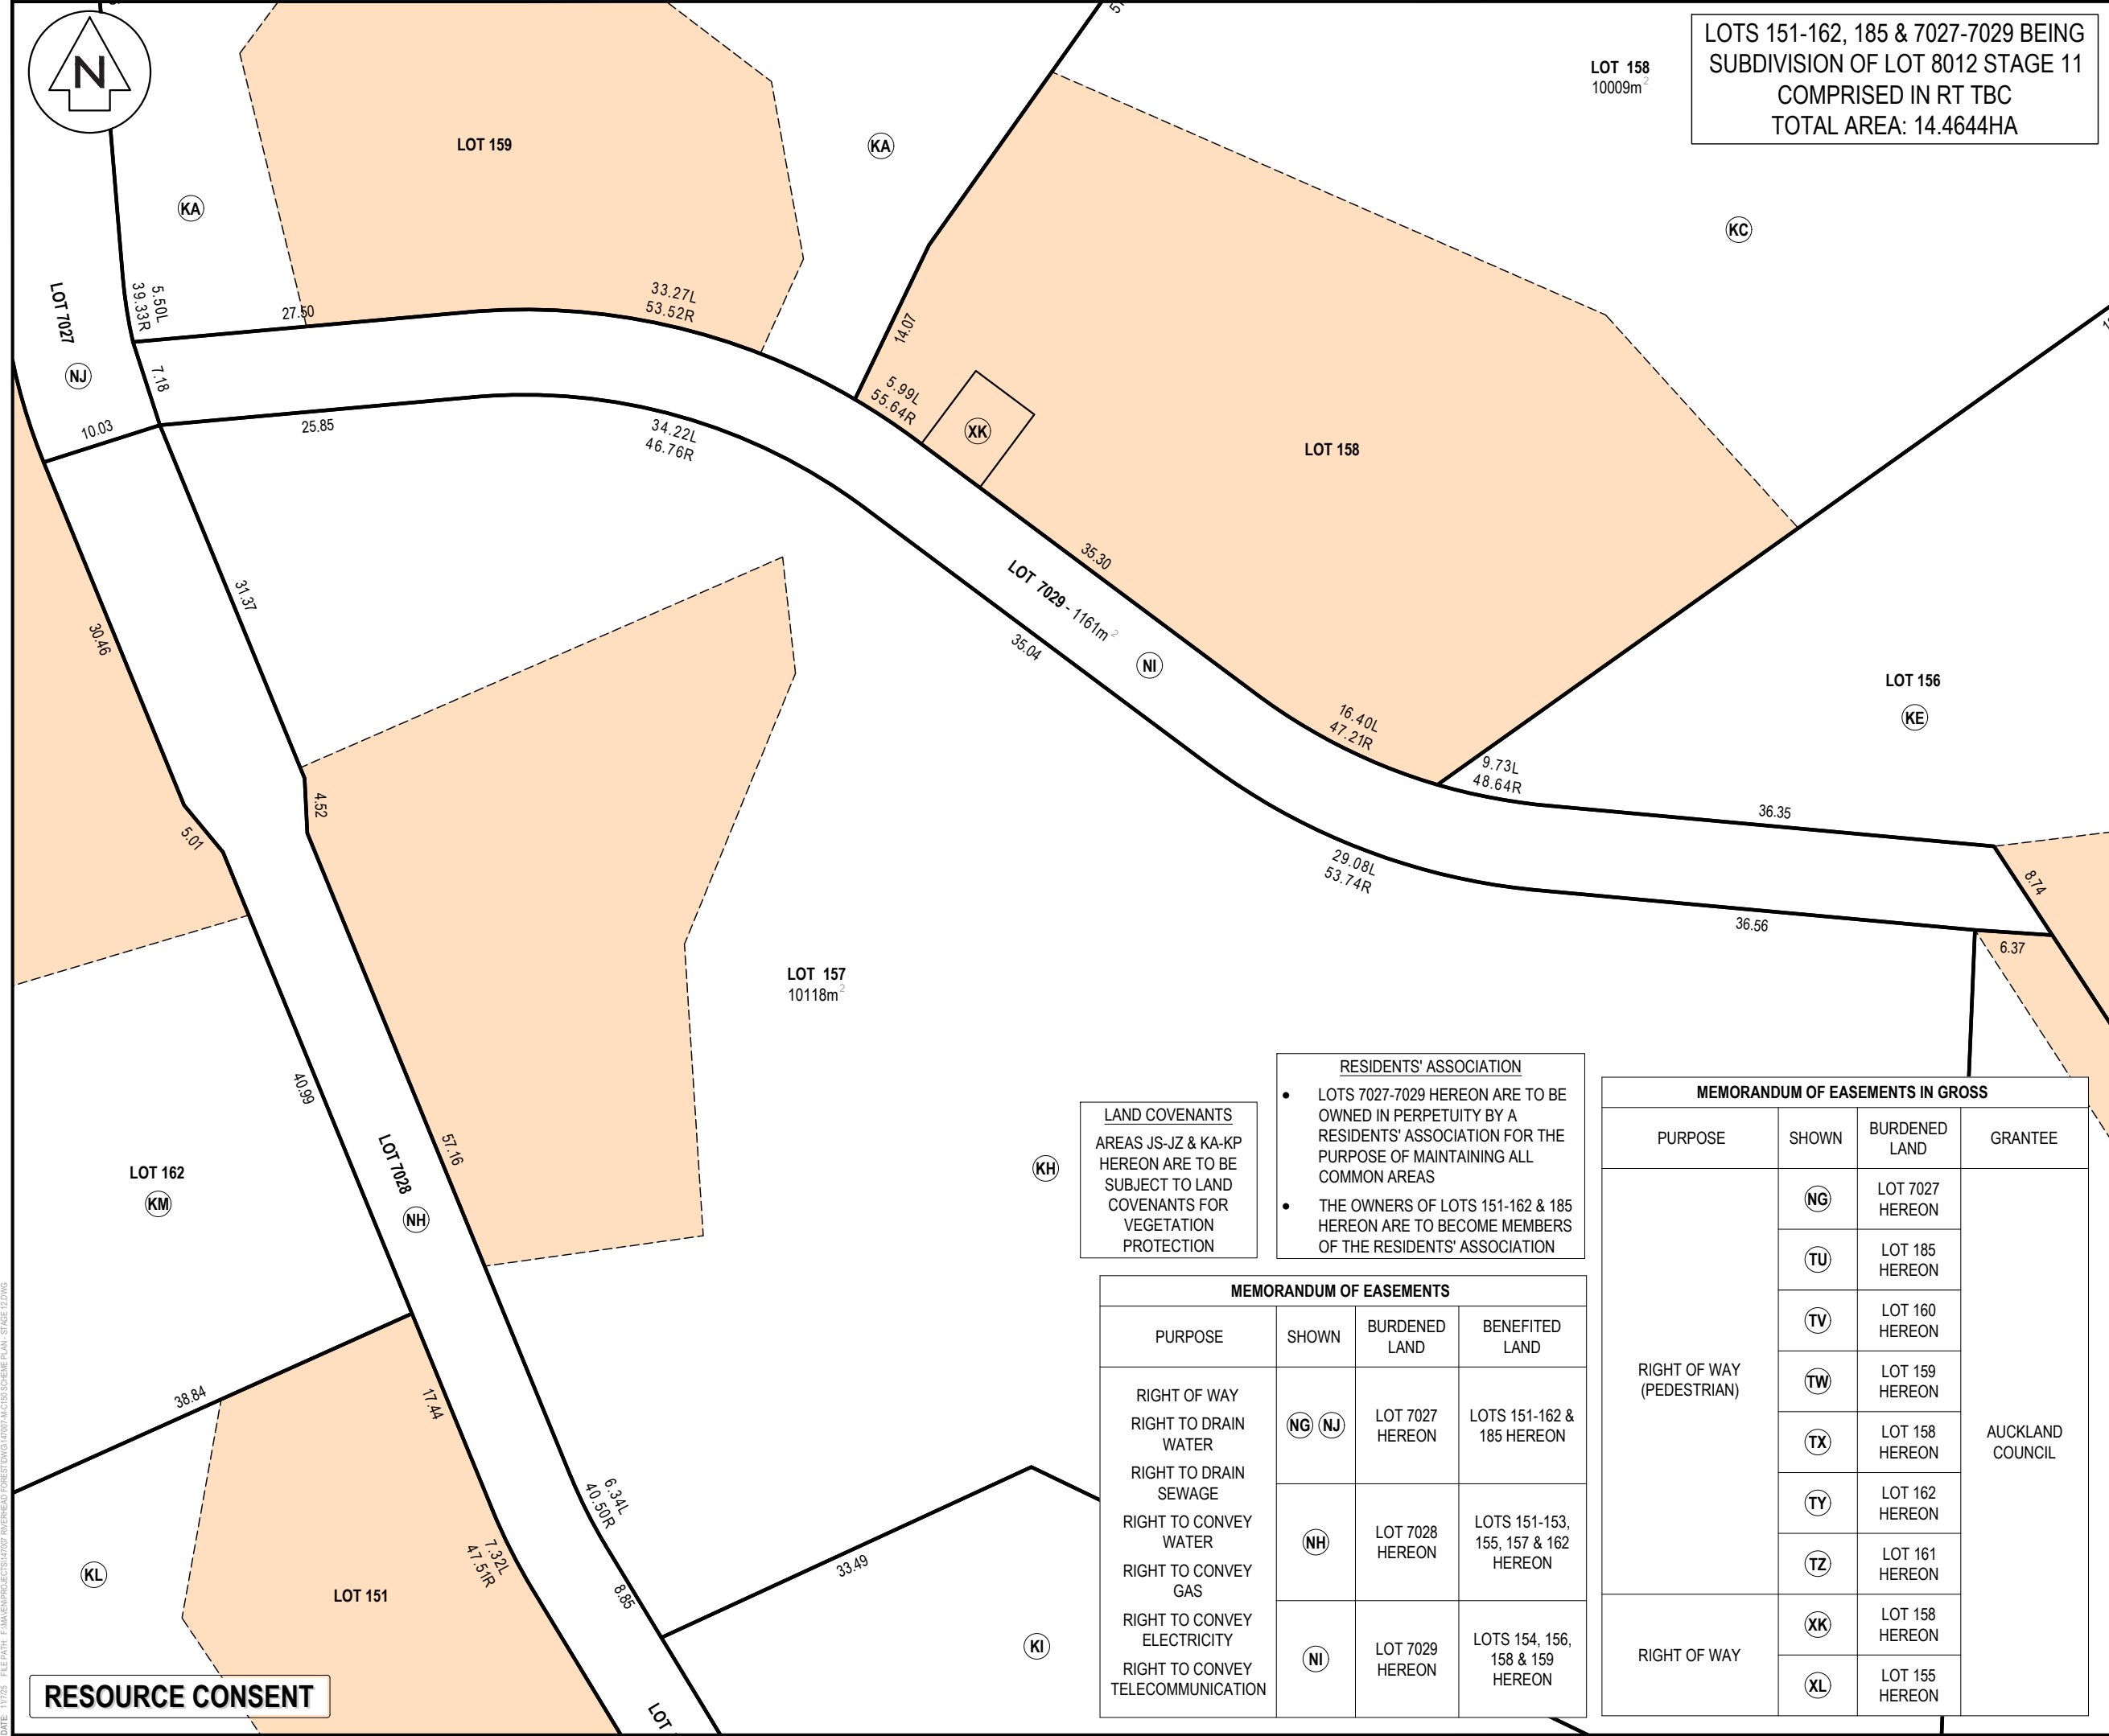 N
LOTS 151-162, 185 & 7027-7029 BEING
SUBDIVISION OF LOT 8012 STAGE 11
COMPRISED IN RT TBC
TOTAL AREA: 14.4644HA
LOT 158
10009m²
LOT 159
KA
KA
KC
LOT 7027
NJ
5.50L
39.33R
27.50
33.27L
53.52R
14.07
7.18
10.03
25.85
34.22L
46.76R
5.99L
55.64R
XK
LOT 158
35.30
LOT 7029 - 1161m²
NI
35.04
31.37
30.46
16.40L
47.21R
9.73L
48.64R
LOT 156
KE
36.35
4.52
5.01
29.08L
53.74R
8.74
36.56
6.37
LOT 157
10118m²
40.99
57.16
LOT 7028
NH
LOT 162
KM
KH
38.84
17.44
6.34L
40.50R
7.32L
47.51R
8.85
33.49
KL
LOT 151
KI
LOT
LAND COVENANTS
AREAS JS-JZ & KA-KP
HEREON ARE TO BE
SUBJECT TO LAND
COVENANTS FOR
VEGETATION
PROTECTION
RESIDENTS' ASSOCIATION
• LOTS 7027-7029 HEREON ARE TO BE
OWNED IN PERPETUITY BY A
RESIDENTS' ASSOCIATION FOR THE
PURPOSE OF MAINTAINING ALL
COMMON AREAS
• THE OWNERS OF LOTS 151-162 & 185
HEREON ARE TO BECOME MEMBERS
OF THE RESIDENTS' ASSOCIATION
MEMORANDUM OF EASEMENTS
PURPOSE SHOWN BURDENED LAND BENEFITED LAND
RIGHT OF WAY
RIGHT TO DRAIN
WATER
RIGHT TO DRAIN
SEWAGE
RIGHT TO CONVEY
WATER
RIGHT TO CONVEY
GAS
RIGHT TO CONVEY
ELECTRICITY
RIGHT TO CONVEY
TELECOMMUNICATION
NG NJ
LOT 7027
HEREON
LOTS 151-162 &
185 HEREON
NH
LOT 7028
HEREON
LOTS 151-153,
155, 157 & 162
HEREON
NI
LOT 7029
HEREON
LOTS 154, 156,
158 & 159
HEREON
MEMORANDUM OF EASEMENTS IN GROSS
PURPOSE SHOWN BURDENED LAND GRANTEE
RIGHT OF WAY
(PEDESTRIAN)
NG
LOT 7027
HEREON
TU
LOT 185
HEREON
TV
LOT 160
HEREON
TW
LOT 159
HEREON
TX
LOT 158
HEREON
TY
LOT 162
HEREON
TZ
LOT 161
HEREON
RIGHT OF WAY
XK
LOT 158
HEREON
XL
LOT 155
HEREON
AUCKLAND
COUNCIL
RESOURCE CONSENT